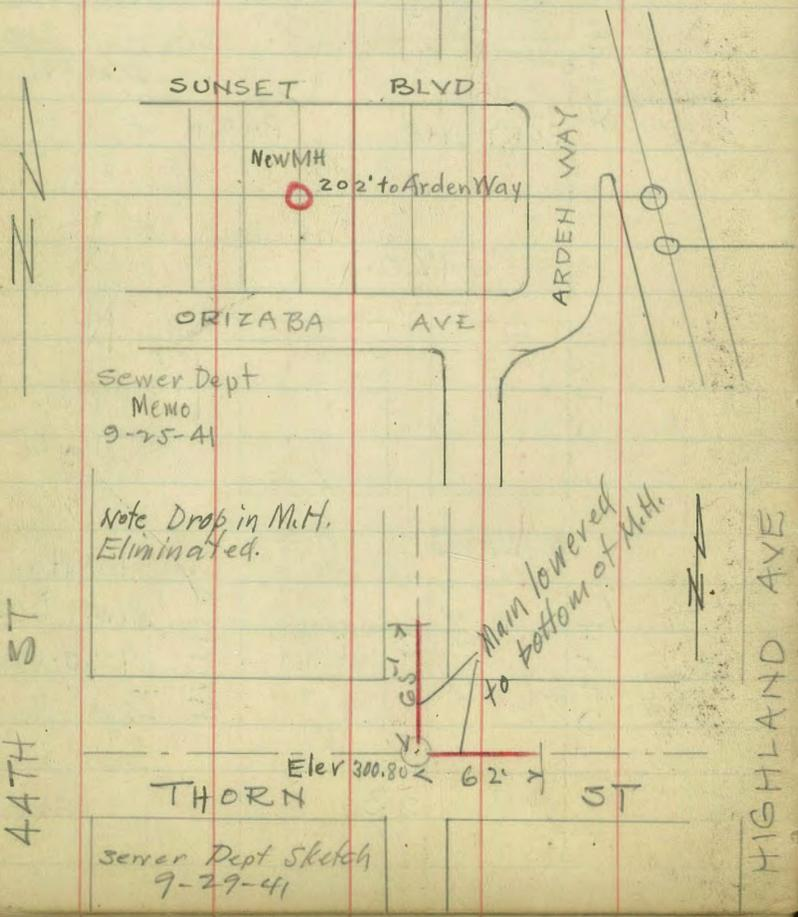 SUNSET BLVD
ARDEN WAY
New MH
202' to Arden Way
ORIZABA AVE
Sewer Dept
Memo
9-25-41
N
Note Drop in M.H.
Eliminated.
Main lowered
to bottom of M.H.
N
65'
Elev 300.80
62'
THORN ST
44TH ST
HIGHLAND AVE
Sewer Dept Sketch
9-29-41